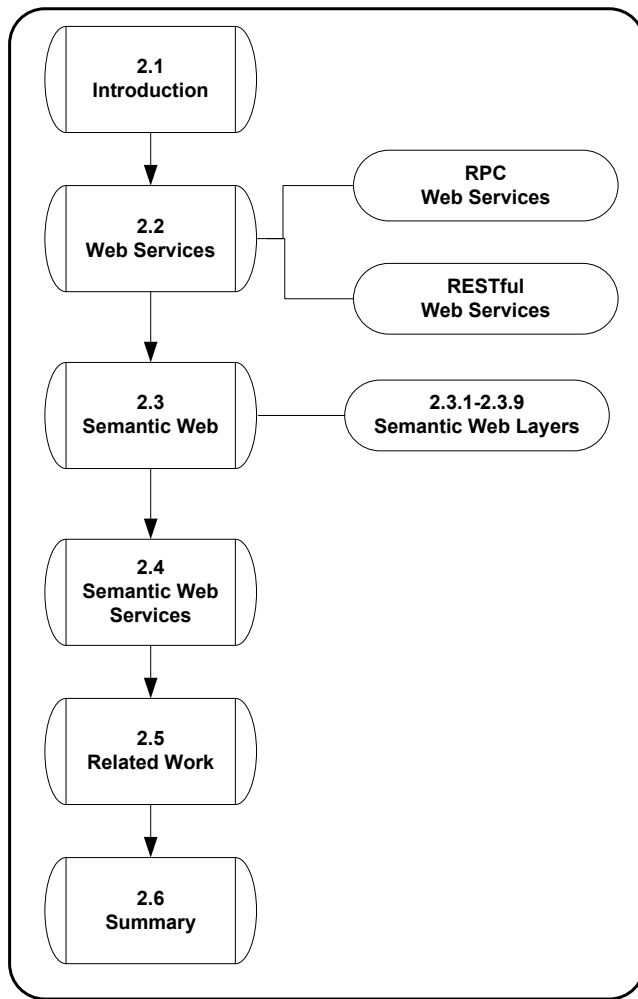 2.1
Introduction
2.2
Web Services
RPC
Web Services
RESTful
Web Services
2.3
Semantic Web
2.3.1-2.3.9
Semantic Web Layers
2.4
Semantic Web
Services
2.5
Related Work
2.6
Summary